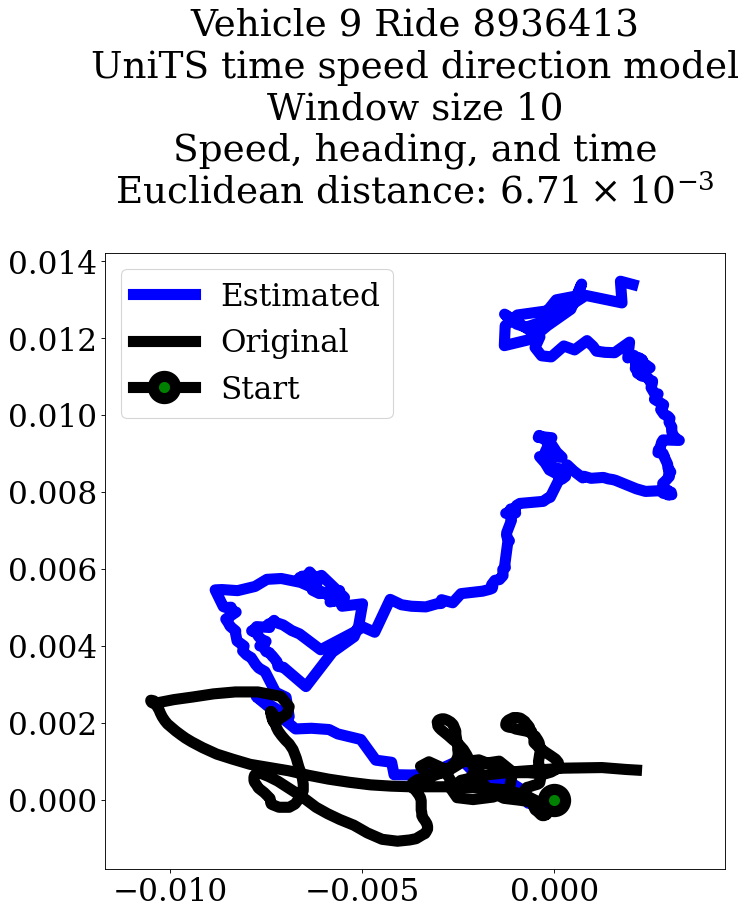 Vehicle 9 Ride 8936413
UniTS time speed direction model
Window size 10
Speed, heading, and time
Euclidean distance: 6.71 × 10⁻³
0.014
0.012
0.010
0.008
0.006
0.004
0.002
0.000
Estimated
Original
Start
−0.010 −0.005 0.000